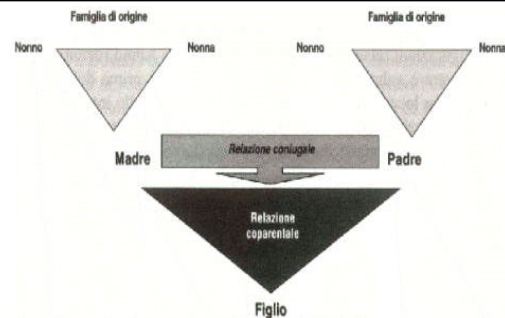 Famiglia di origine
Famiglia di origine
Nonno
Nonna
Nonno
Nonna
Madre
Relazione coniugale
Padre
Relazione
coparentale
Figlio